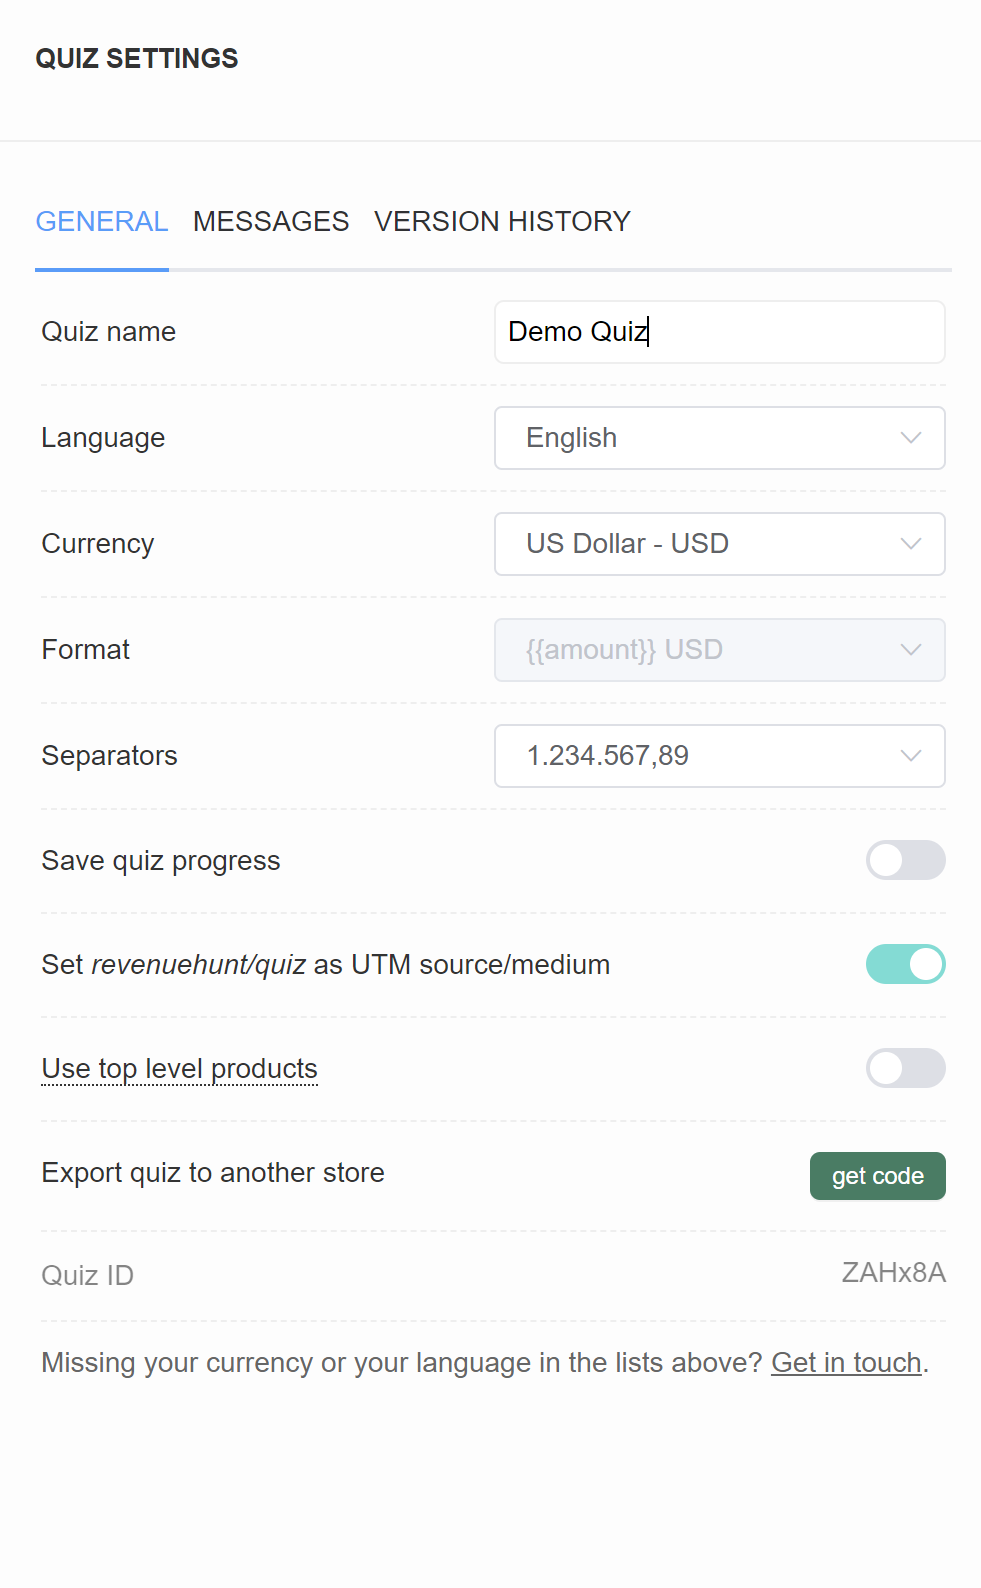 QUIZ SETTINGS
GENERAL MESSAGES VERSION HISTORY
Quiz name Demo Quiz
Language English
Currency US Dollar - USD
Format {{amount}} USD
Separators 1.234.567,89
Save quiz progress
Set revenuehunt/quiz as UTM source/medium
Use top level products
Export quiz to another store get code
Quiz ID ZAHx8A
Missing your currency or your language in the lists above? Get in touch.